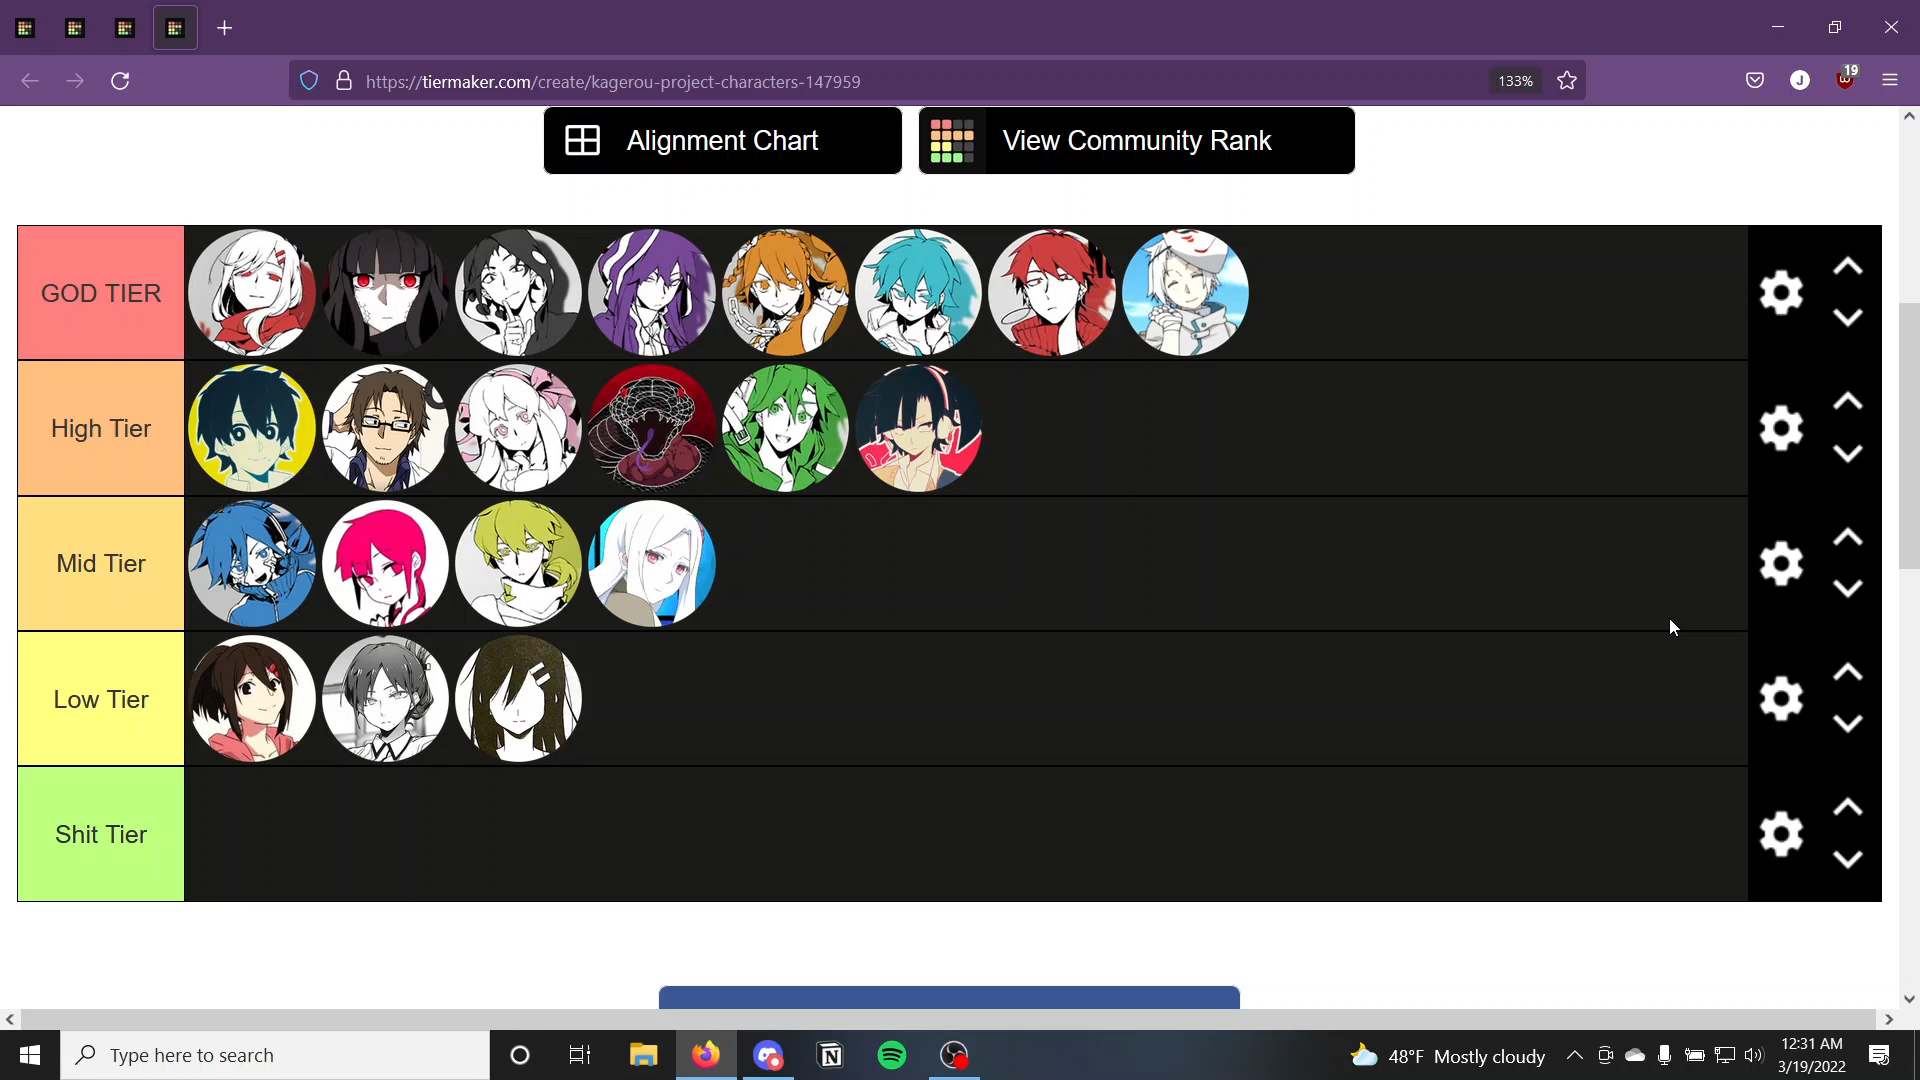 https://tiermaker.com/create/kagerou-project-characters-147959
133%
J
19
Alignment Chart
View Community Rank
GOD TIER
High Tier
Mid Tier
Low Tier
Shit Tier
Type here to search
48°F Mostly cloudy
12:31 AM
3/19/2022